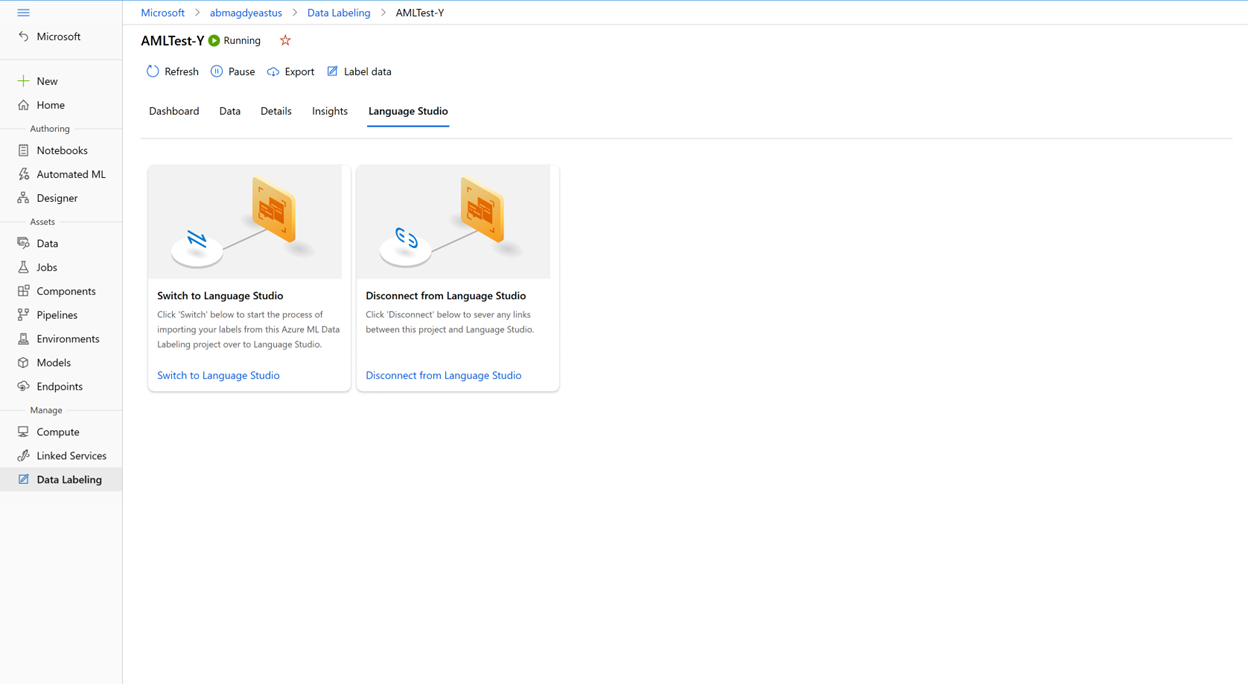 Microsoft
New
Home
Authoring
Notebooks
Automated ML
Designer
Assets
Data
Jobs
Components
Pipelines
Environments
Models
Endpoints
Manage
Compute
Linked Services
Data Labeling
Microsoft > abmagdyeastus > Data Labeling > AMLTest-Y
AMLTest-Y Running
Refresh Pause Export Label data
Dashboard Data Details Insights Language Studio
Switch to Language Studio
Click 'Switch' below to start the process of
importing your labels from this Azure ML Data
Labeling project over to Language Studio.
Switch to Language Studio
Disconnect from Language Studio
Click 'Disconnect' below to sever any links
between this project and Language Studio.
Disconnect from Language Studio